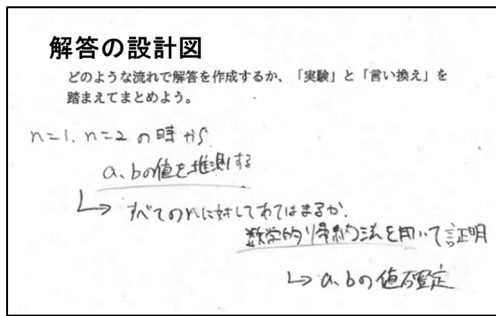 解答の設計図
どのような流れで解答を作成するか、「実験」と「言い換え」を
踏まえてまとめよう。
n=1、n=2 の時から
a、bの値を推測する
↳ すべてのnに対してあてはまるか、
数学的帰納法を用いて証明
↳ a、bの値確定